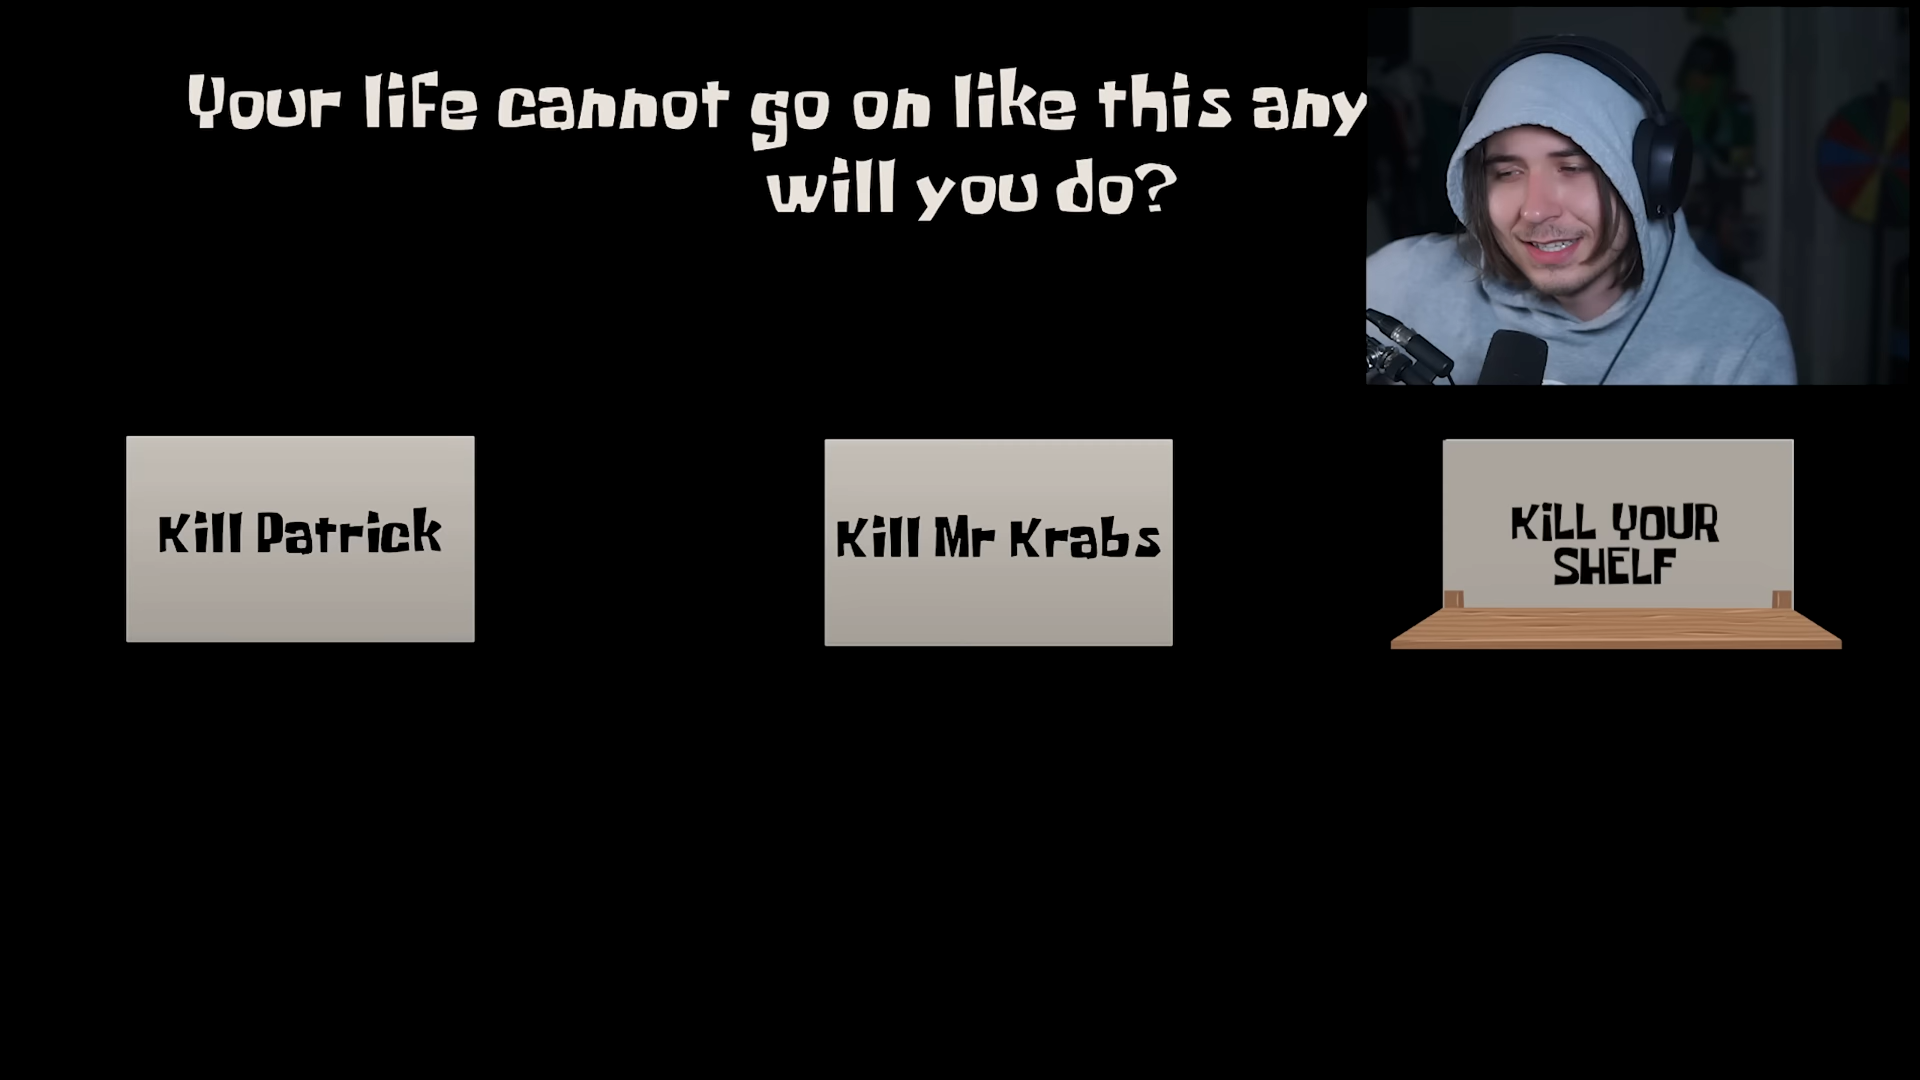 Your life cannot go on like this any
will you do?
Kill Patrick
Kill Mr Krabs
KiLL YOUR
SHELF